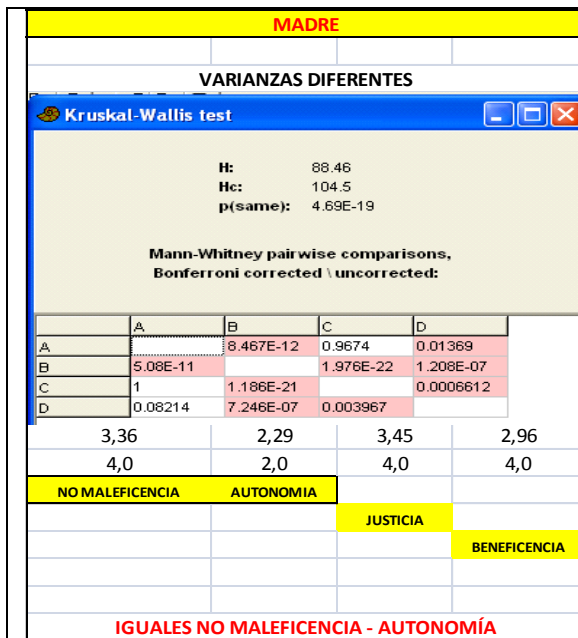 MADRE
VARIANZAS DIFERENTES
Kruskal-Wallis test
H: 88.46
Hc: 104.5
p(same): 4.69E-19
Mann-Whitney pairwise comparisons,
Bonferroni corrected \ uncorrected:
A B C D
A 8.467E-12 0.9674 0.01369
B 5.08E-11 1.976E-22 1.208E-07
C 1 1.186E-21 0.0006612
D 0.08214 7.246E-07 0.003967
3,36 2,29 3,45 2,96
4,0 2,0 4,0 4,0
NO MALEFICENCIA AUTONOMIA
JUSTICIA
BENEFICENCIA
IGUALES NO MALEFICENCIA - AUTONOMÍA